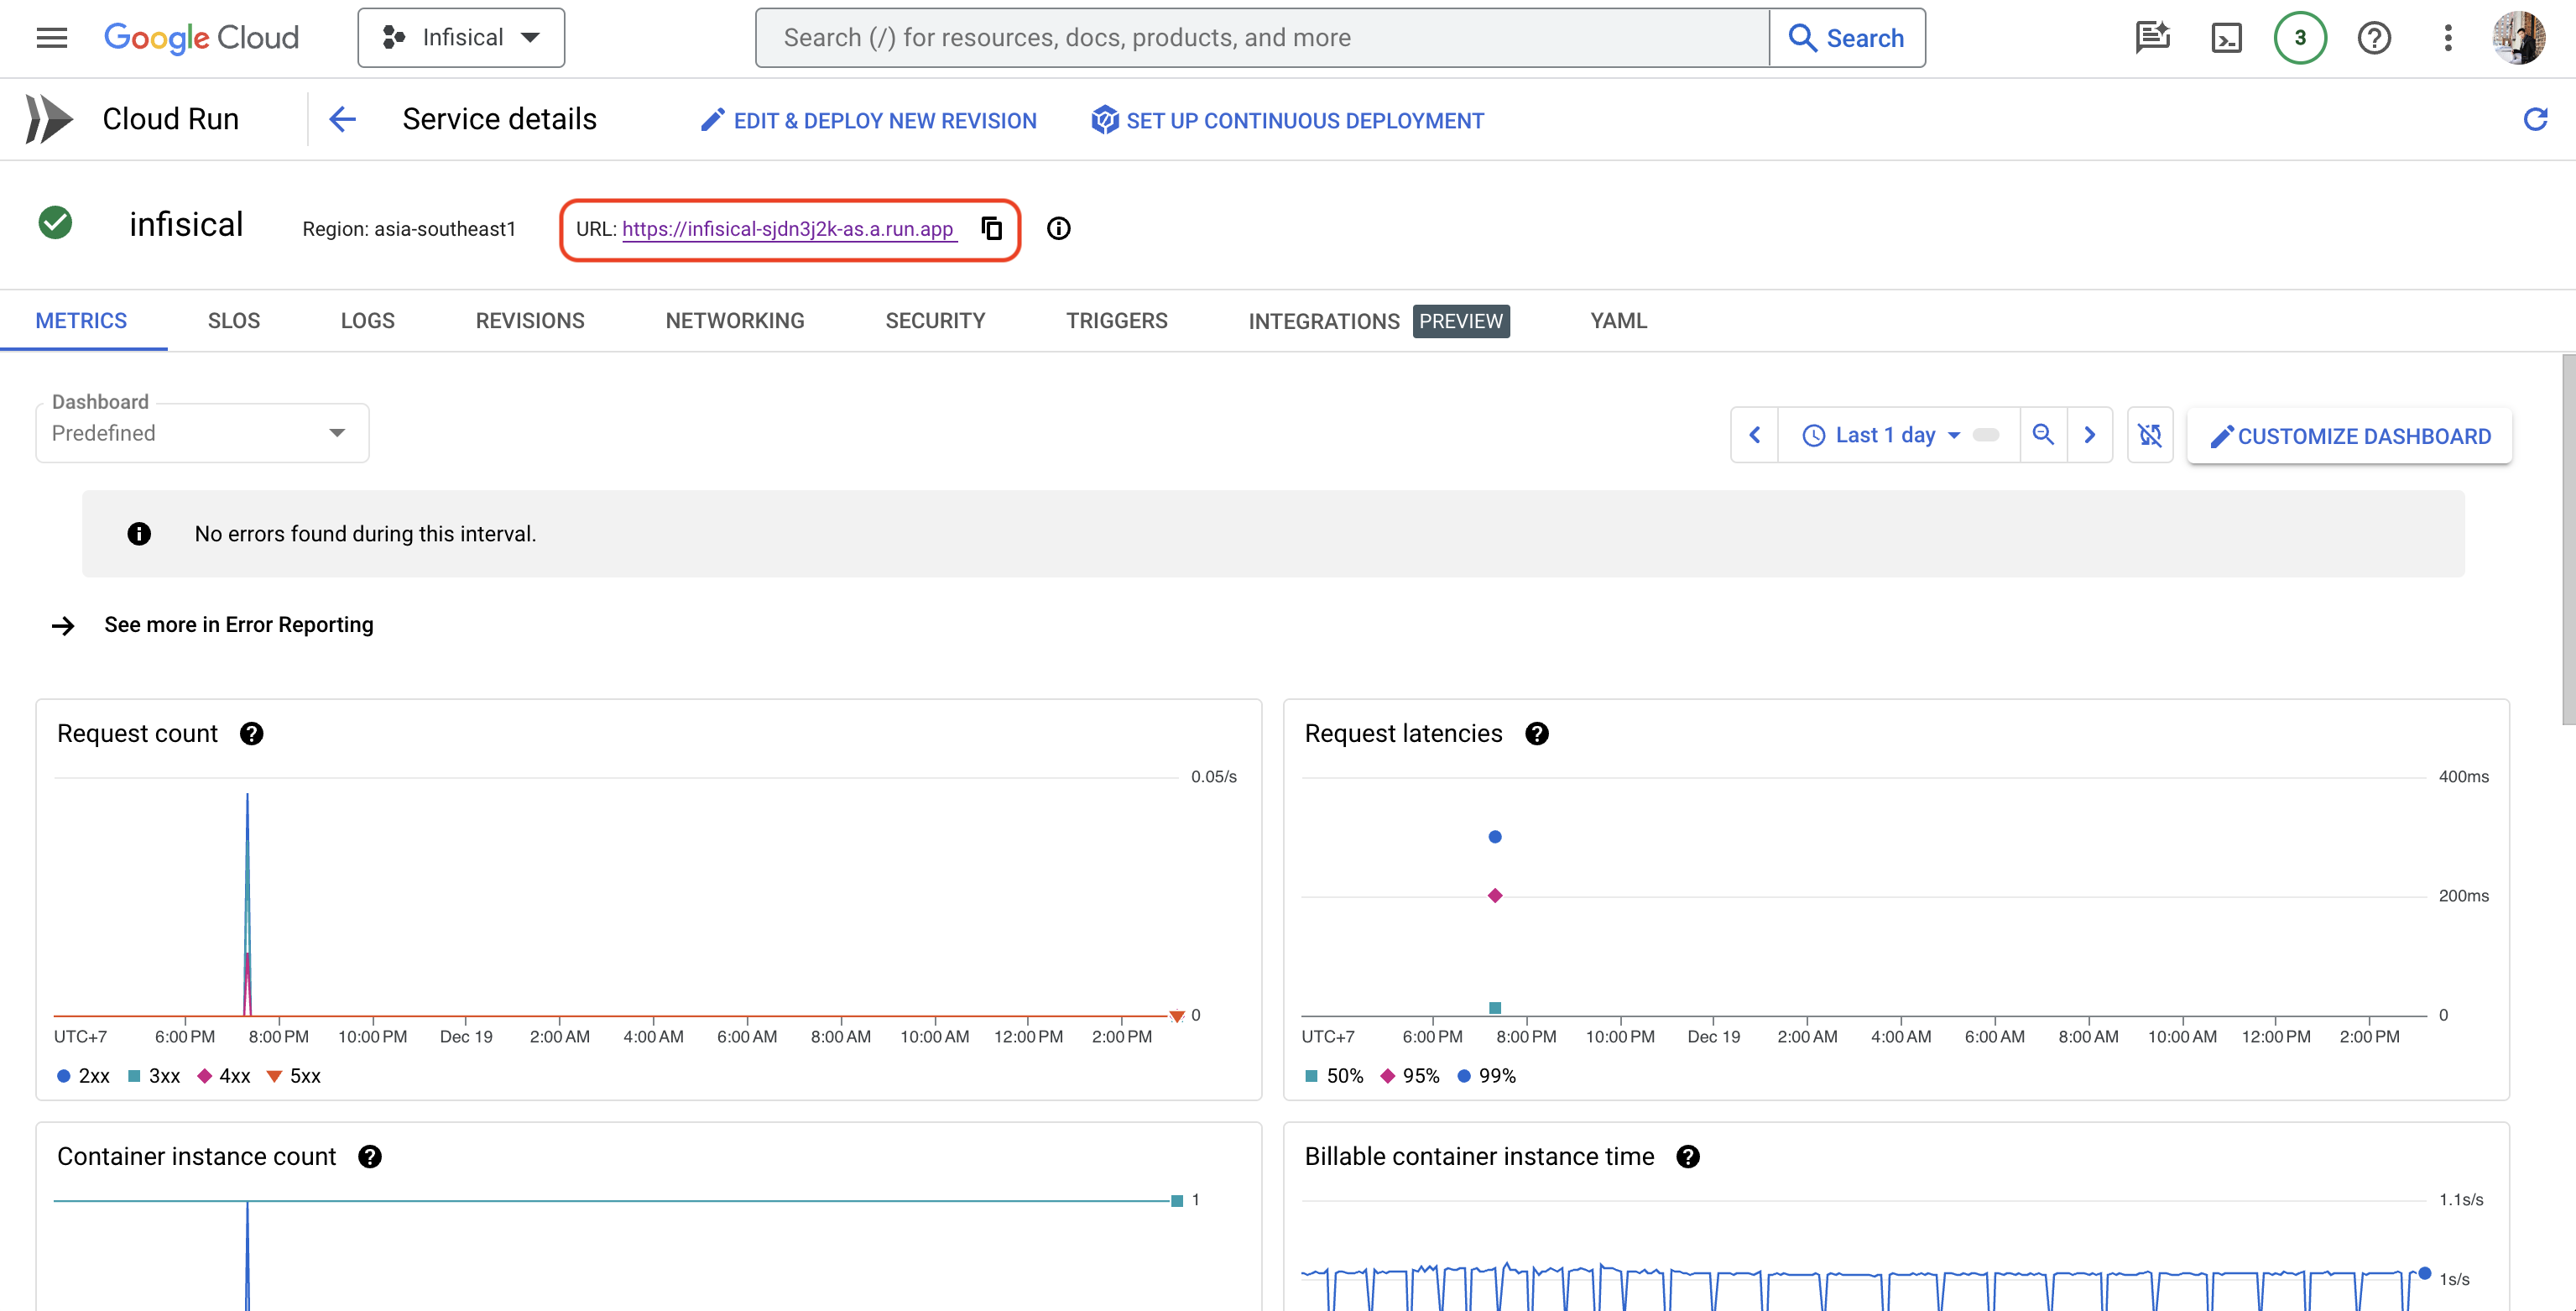 Google Cloud
Infisical
Search (/) for resources, docs, products, and more
Search
3
Cloud Run
Service details
EDIT & DEPLOY NEW REVISION
SET UP CONTINUOUS DEPLOYMENT
infisical
Region: asia-southeast1
URL: https://infisical-sjdn3j2k-as.a.run.app
METRICS
SLOS
LOGS
REVISIONS
NETWORKING
SECURITY
TRIGGERS
INTEGRATIONS PREVIEW
YAML
Dashboard
Predefined
Last 1 day
CUSTOMIZE DASHBOARD
No errors found during this interval.
See more in Error Reporting
Request count
0.05/s
0
UTC+7 6:00 PM 8:00 PM 10:00 PM Dec 19 2:00 AM 4:00 AM 6:00 AM 8:00 AM 10:00 AM 12:00 PM 2:00 PM
2xx 3xx 4xx 5xx
Request latencies
400ms
200ms
0
UTC+7 6:00 PM 8:00 PM 10:00 PM Dec 19 2:00 AM 4:00 AM 6:00 AM 8:00 AM 10:00 AM 12:00 PM 2:00 PM
50% 95% 99%
Container instance count
1
Billable container instance time
1.1s/s
1s/s